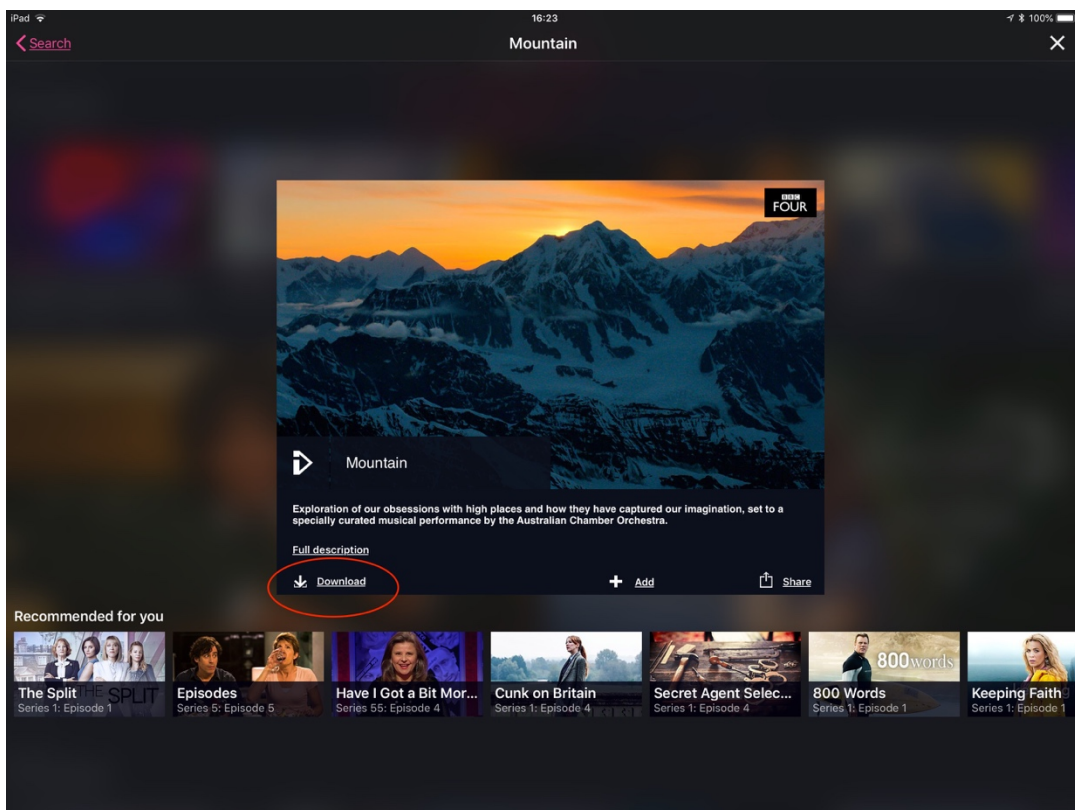 iPad 16:23 100%
Search Mountain
BBC
FOUR
Mountain
Exploration of our obsessions with high places and how they have captured our imagination, set to a
specially curated musical performance by the Australian Chamber Orchestra.
Full description
Download Add Share
Recommended for you
THE SPLIT
800words
The Split Episodes Have I Got a Bit Mor... Cunk on Britain Secret Agent Selec... 800 Words Keeping Faith
Series 1: Episode 1 Series 5: Episode 5 Series 55: Episode 4 Series 1: Episode 4 Series 1: Episode 4 Series 1: Episode 1 Series 1: Episode 1